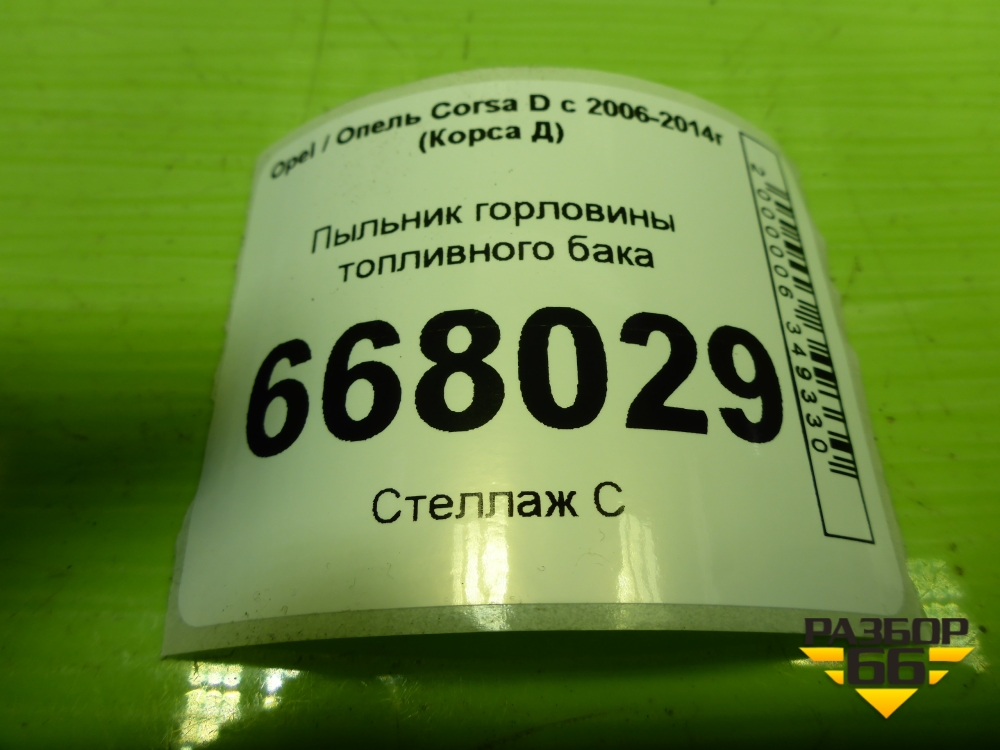 Opel / Опель Corsa D с 2006-2014г
(Корса Д)
Пыльник горловины
топливного бака
668029
Стеллаж С
2000006349330
РАЗБОР
66